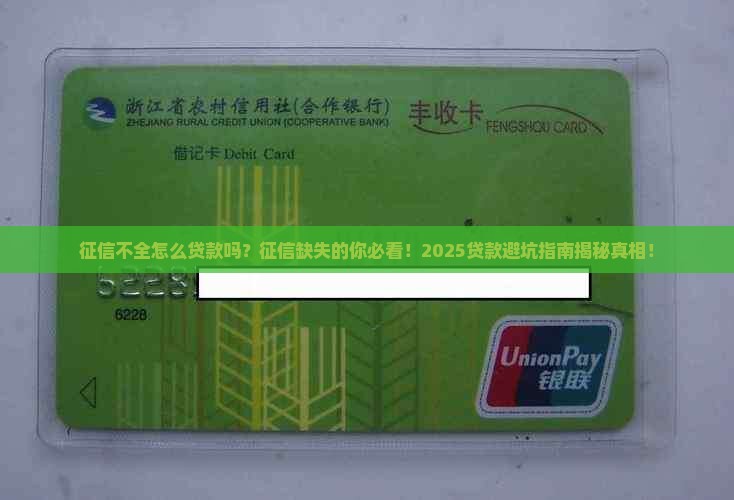 浙江省农村信用社(合作银行)
ZHEJIANG RURAL CREDIT UNION (COOPERATIVE BANK)
丰收卡
FENGSHOU CARD
借记卡 Debit Card
征信不全怎么贷款吗？征信缺失的你必看！2025贷款避坑指南揭秘真相！
6228
6228
UnionPay
银联